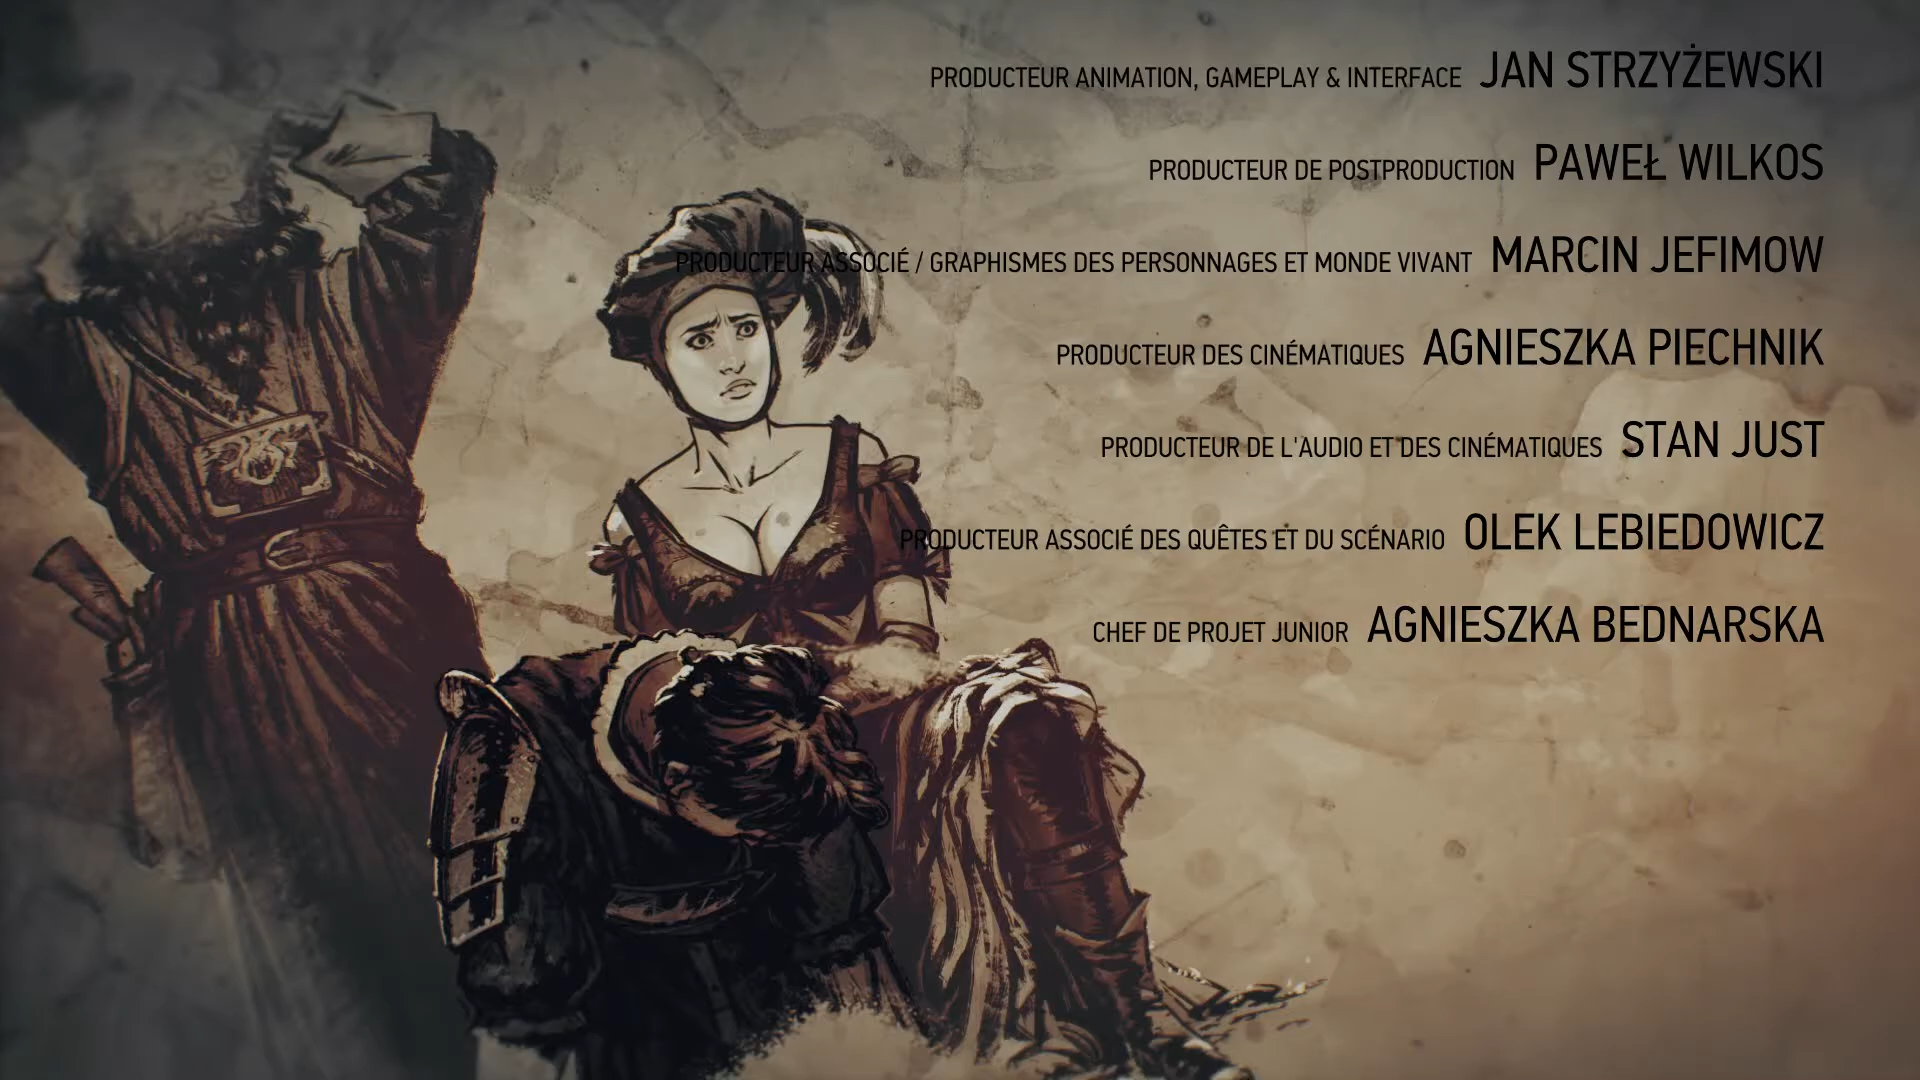 PRODUCTEUR ANIMATION, GAMEPLAY & INTERFACE JAN STRZYŻEWSKI
PRODUCTEUR DE POSTPRODUCTION PAWEŁ WILKOS
PRODUCTEUR ASSOCIÉ / GRAPHISMES DES PERSONNAGES ET MONDE VIVANT MARCIN JEFIMOW
PRODUCTEUR DES CINÉMATIQUES AGNIESZKA PIECHNIK
PRODUCTEUR DE L'AUDIO ET DES CINÉMATIQUES STAN JUST
PRODUCTEUR ASSOCIÉ DES QUÊTES ET DU SCÉNARIO OLEK LEBIEDOWICZ
CHEF DE PROJET JUNIOR AGNIESZKA BEDNARSKA